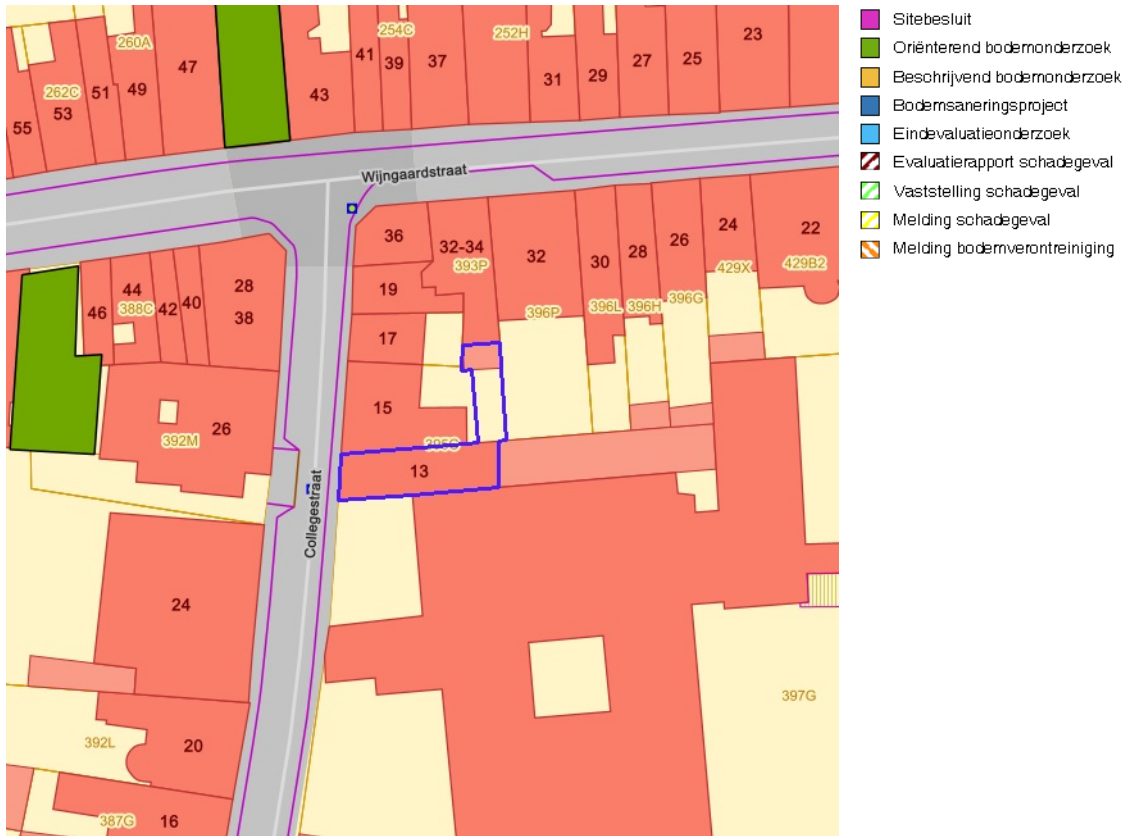 Sitebesluit
Oriënterend bodemonderzoek
Beschrijvend bodemonderzoek
Bodemsaneringsproject
Eindevaluatieonderzoek
Evaluatierapport schadegeval
Vaststelling schadegeval
Melding schadegeval
Melding bodemverontreiniging
260A
254C
252H
23
41
39
37
47
43
31
29
27
25
262C
51
49
53
55
Wijngaardstraat
36
32-34
393P
32
30
28
26
24
22
429X
429B2
19
396P
396L
396H
396G
17
46
44
388C
42
40
28
38
15
26
392M
13
Collegestraat
24
397G
392L
20
387G
16